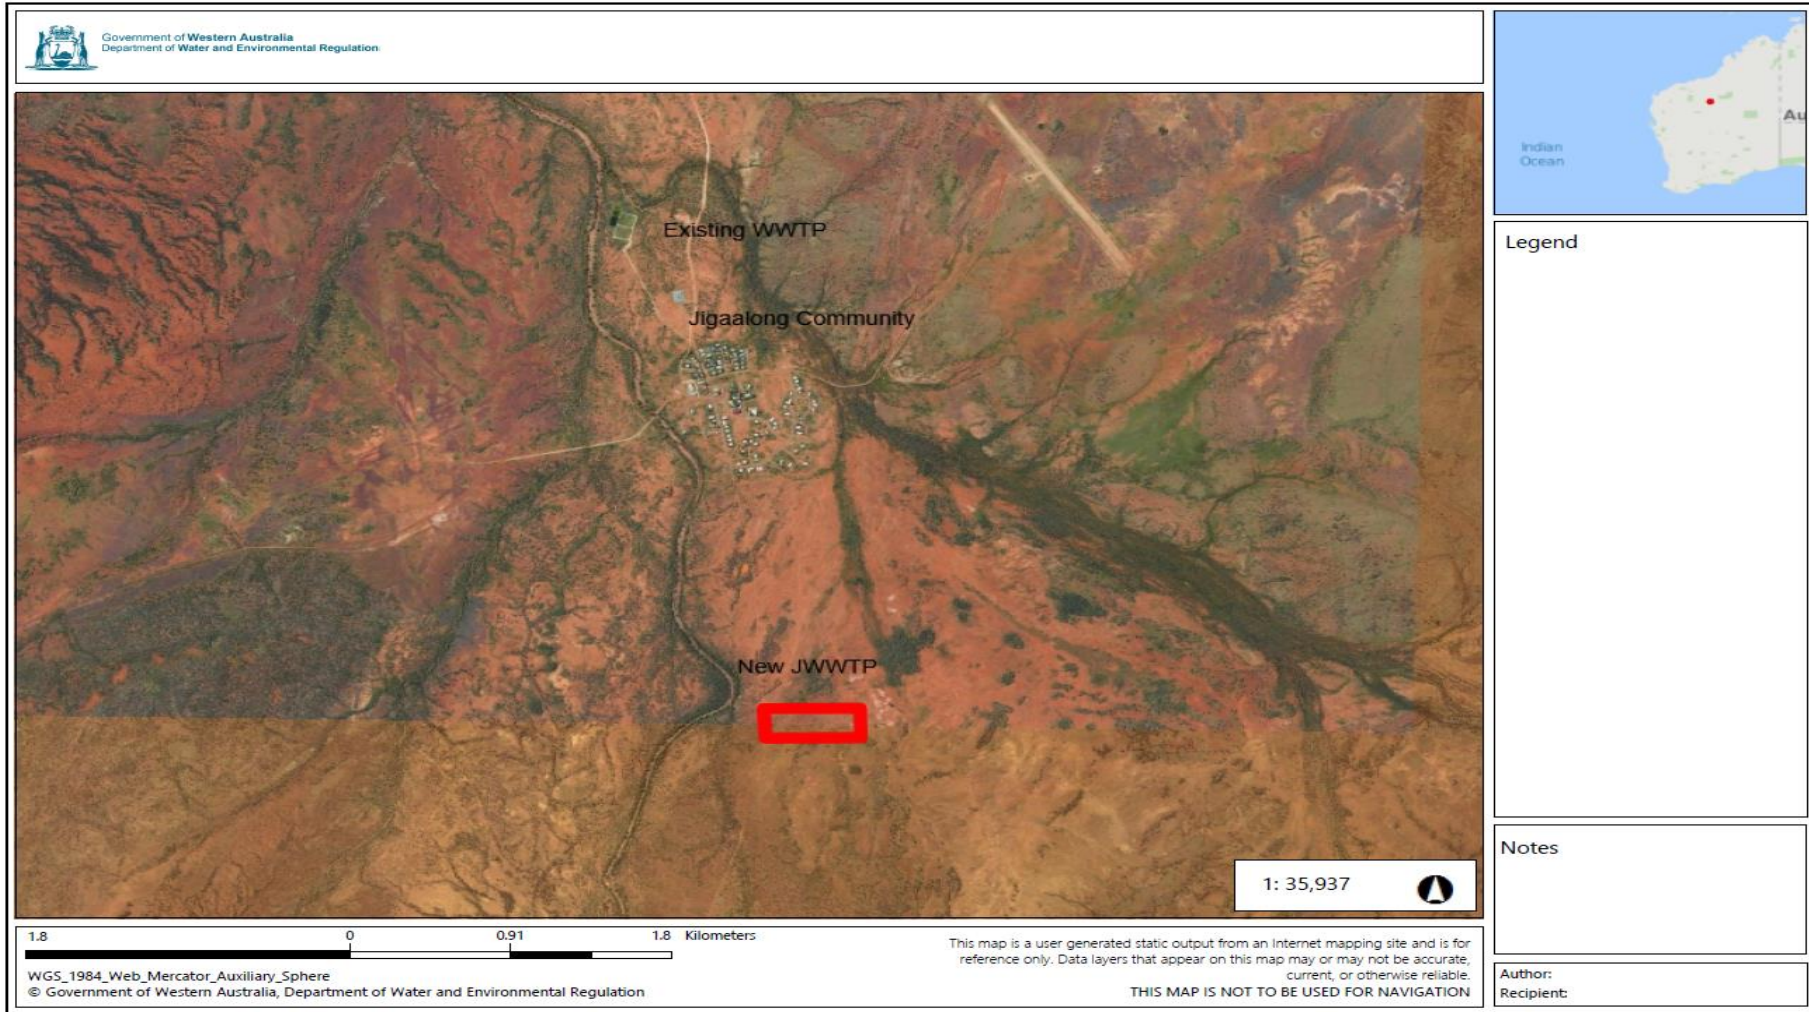 Government of Western Australia
Department of Water and Environmental Regulation
Indian
Ocean
Au
Existing WWTP
Jigaalong Community
New JWWTP
Legend
Notes
1: 35,937
1.8
0
0.91
1.8
Kilometers
WGS_1984_Web_Mercator_Auxiliary_Sphere
© Government of Western Australia, Department of Water and Environmental Regulation
This map is a user generated static output from an Internet mapping site and is for
reference only. Data layers that appear on this map may or may not be accurate,
current, or otherwise reliable.
THIS MAP IS NOT TO BE USED FOR NAVIGATION
Author:
Recipient: